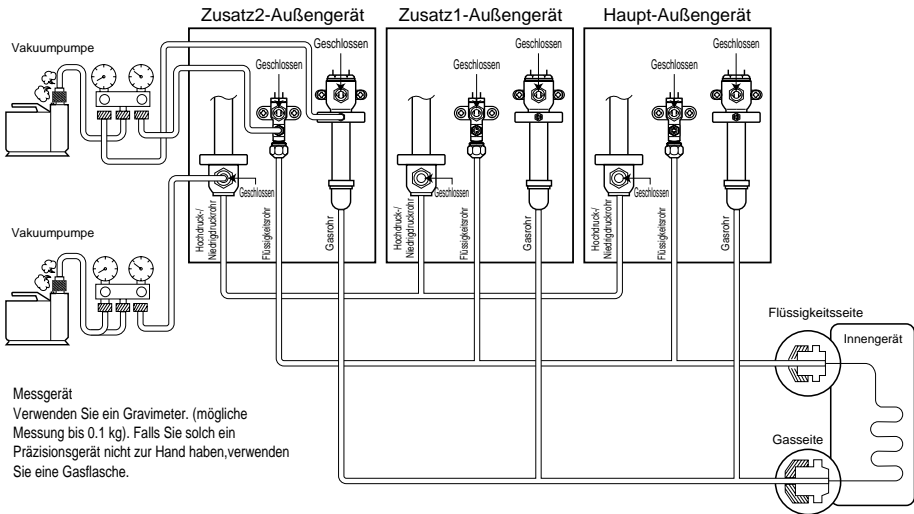 Zusatz2-Außengerät
Zusatz1-Außengerät
Haupt-Außengerät
Vakuumpumpe
Geschlossen
Geschlossen
Geschlossen
Geschlossen
Geschlossen
Geschlossen
Geschlossen
Geschlossen
Geschlossen
Hochdruck-/
Niedrigdruckrohr
Flüssigkeitsrohr
Gasrohr
Hochdruck-/
Niedrigdruckrohr
Flüssigkeitsrohr
Gasrohr
Hochdruck-/
Niedrigdruckrohr
Flüssigkeitsrohr
Gasrohr
Vakuumpumpe
Flüssigkeitsseite
Innengerät
Gasseite
Messgerät
Verwenden Sie ein Gravimeter. (mögliche
Messung bis 0.1 kg). Falls Sie solch ein
Präzisionsgerät nicht zur Hand haben,verwenden
Sie eine Gasflasche.